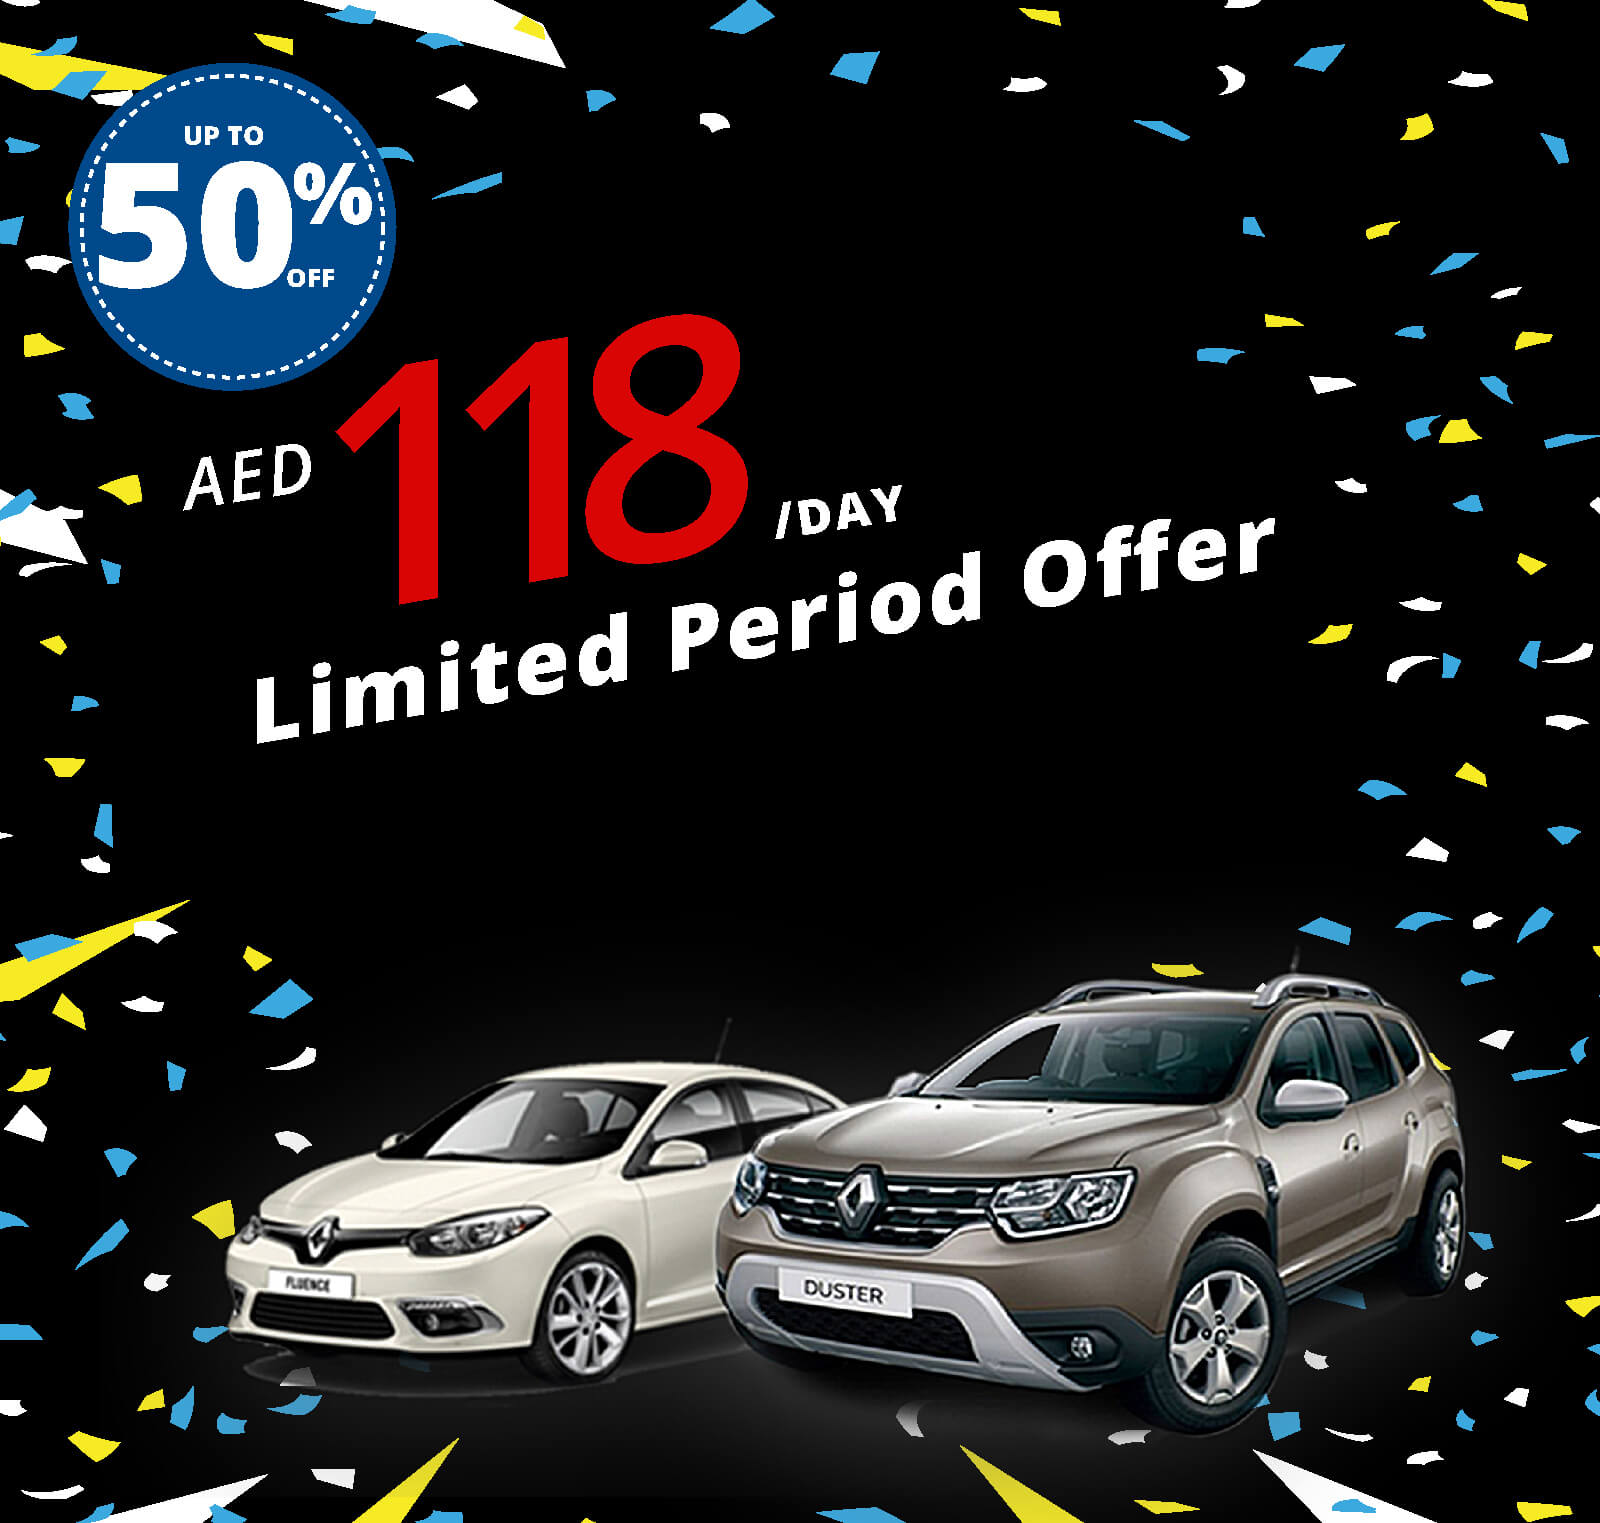 UP TO
50%
OFF
AED 118 /DAY
Limited Period Offer
FLUENCE
DUSTER